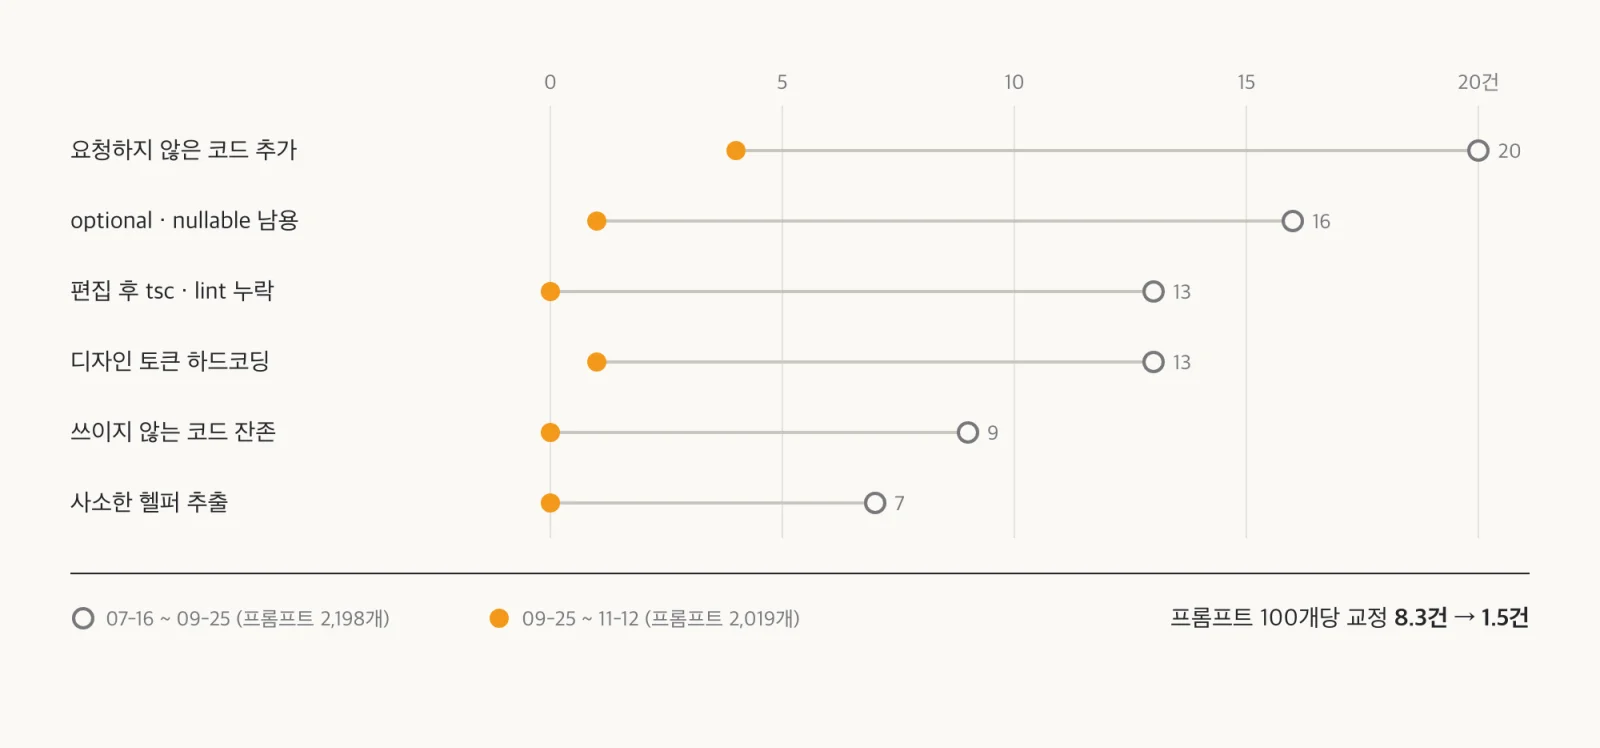 0 5 10 15 20건
요청하지 않은 코드 추가 20
optional · nullable 남용 16
편집 후 tsc · lint 누락 13
디자인 토큰 하드코딩 13
쓰이지 않는 코드 잔존 9
사소한 헬퍼 추출 7
07-16 ~ 09-25 (프롬프트 2,198개) 09-25 ~ 11-12 (프롬프트 2,019개) 프롬프트 100개당 교정 8.3건 → 1.5건